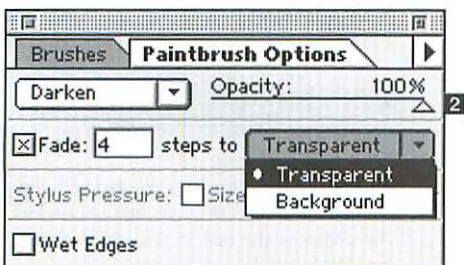 Brushes Paintbrush Options
Darken Opacity: 100%
2
Fade: 4 steps to Transparent
Transparent
Stylus Pressure: Size
Background
Wet Edges